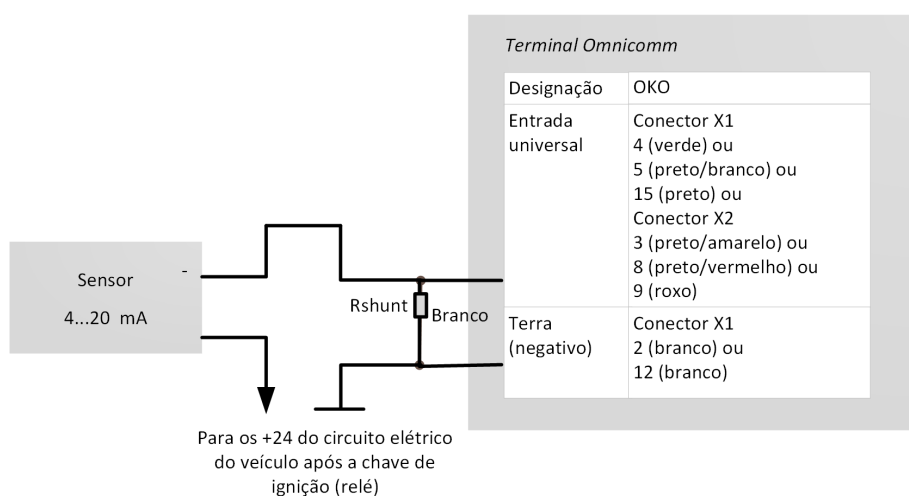 Terminal Omnicomm
Designação OKO
Entrada universal
Conector X1
4 (verde) ou
5 (preto/branco) ou
15 (preto) ou
Conector X2
3 (preto/amarelo) ou
8 (preto/vermelho) ou
9 (roxo)
Terra (negativo)
Conector X1
2 (branco) ou
12 (branco)
Sensor -
4...20 mA
Rshunt
Branco
Para os +24 do circuito elétrico
do veículo após a chave de
ignição (relé)